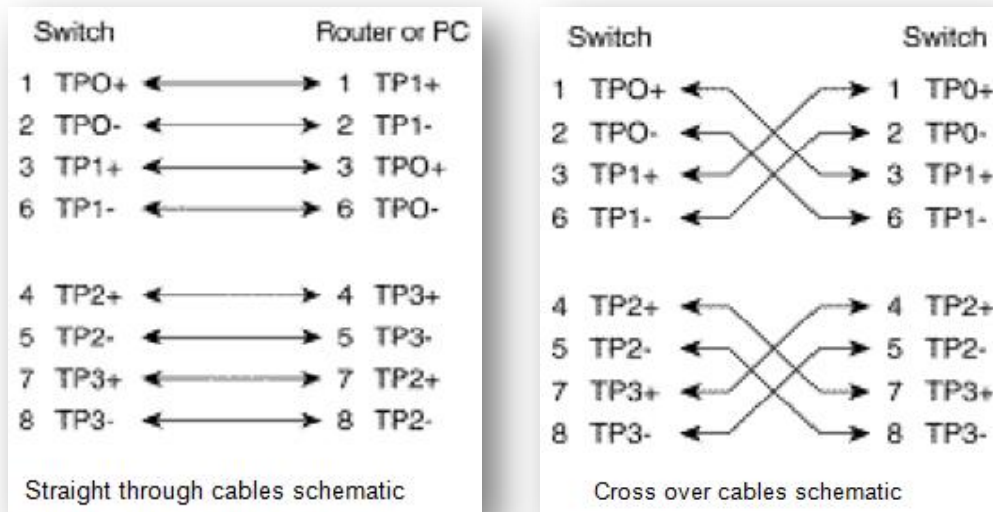 Switch Router or PC
1 TPO+ 1 TP1+
2 TPO- 2 TP1-
3 TP1+ 3 TPO+
6 TP1- 6 TPO-
4 TP2+ 4 TP3+
5 TP2- 5 TP3-
7 TP3+ 7 TP2+
8 TP3- 8 TP2-
Straight through cables schematic
Switch Switch
1 TPO+ 1 TP0+
2 TPO- 2 TP0-
3 TP1+ 3 TP1+
6 TP1- 6 TP1-
4 TP2+ 4 TP2+
5 TP2- 5 TP2-
7 TP3+ 7 TP3+
8 TP3- 8 TP3-
Cross over cables schematic